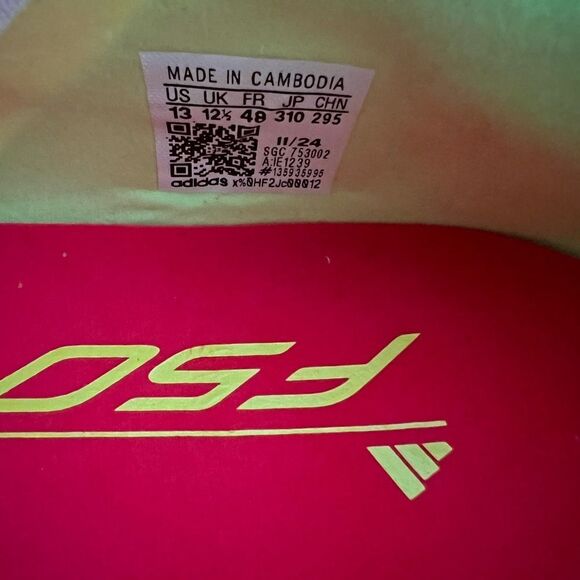 MADE IN CAMBODIA
US UK FR JP CHN
13 12½ 48 310 295
11/24
SGC 753002
A:IE1239
#135935995
adidas x%0HF2Jc00012
F50